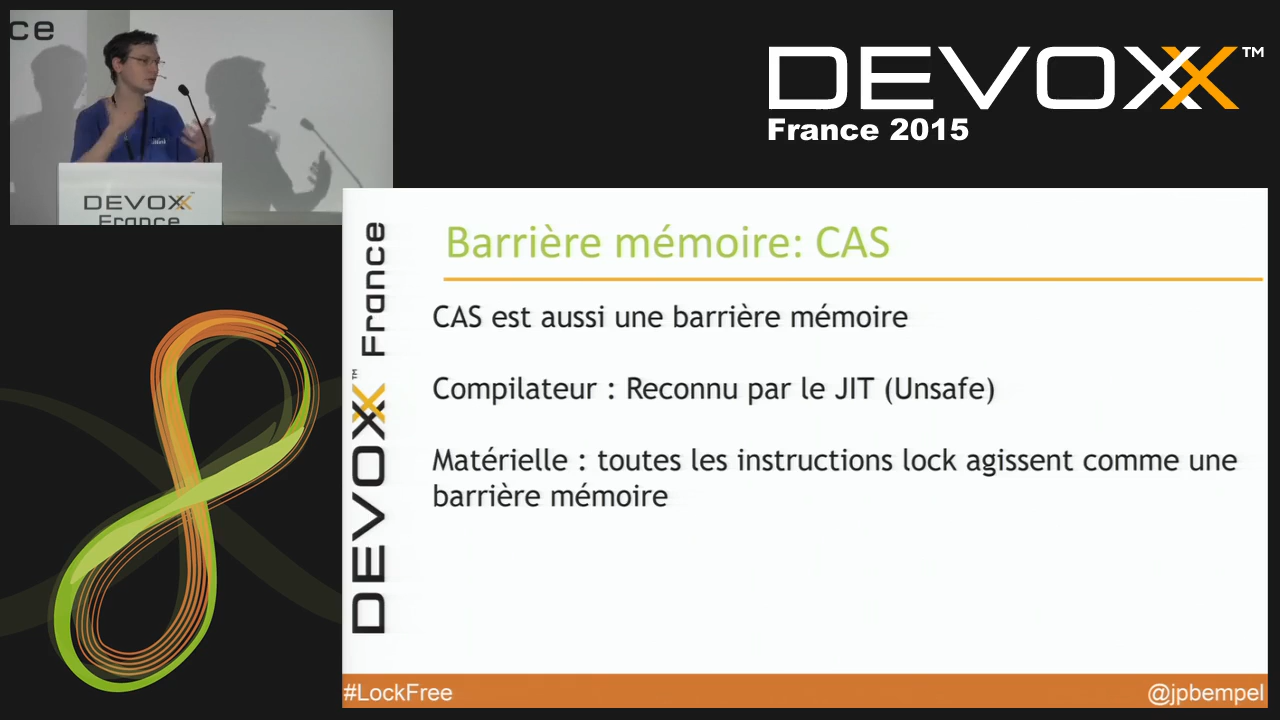 ce
DEVOXX™
France 2015
DEVOXX™
France
DEVOXX™ France
Barrière mémoire: CAS
CAS est aussi une barrière mémoire
Compilateur : Reconnu par le JIT (Unsafe)
Matérielle : toutes les instructions lock agissent comme une
barrière mémoire
#LockFree
@jpbempel